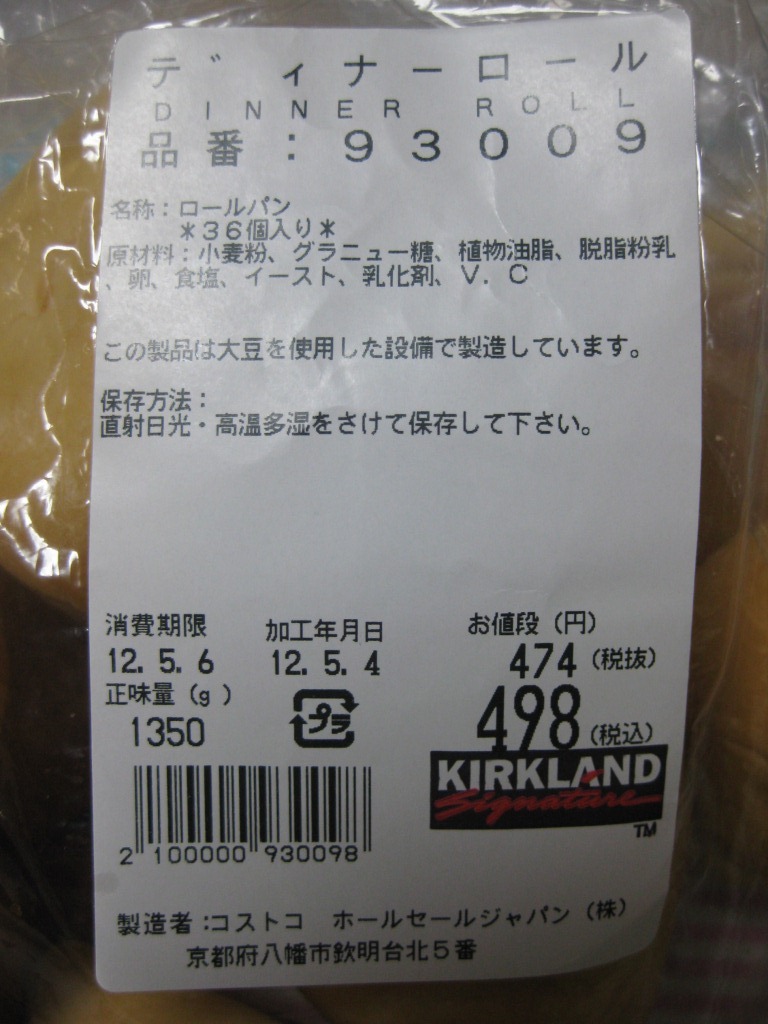 ディナーロール
DINNER ROLL
品番:93009
名称:ロールパン
*36個入り*
原材料:小麦粉、グラニュー糖、植物油脂、脱脂粉乳
、卵、食塩、イースト、乳化剤、V.C
この製品は大豆を使用した設備で製造しています。
保存方法:
直射日光・高温多湿をさけて保存して下さい。
消費期限 加工年月日 お値段(円)
12.5.6 12.5.4 474(税抜)
正味量(g) プラ 498(税込)
1350
KIRKLAND
Signature
TM
2 100000 930098
製造者:コストコ ホールセールジャパン(株)
京都府八幡市欽明台北5番